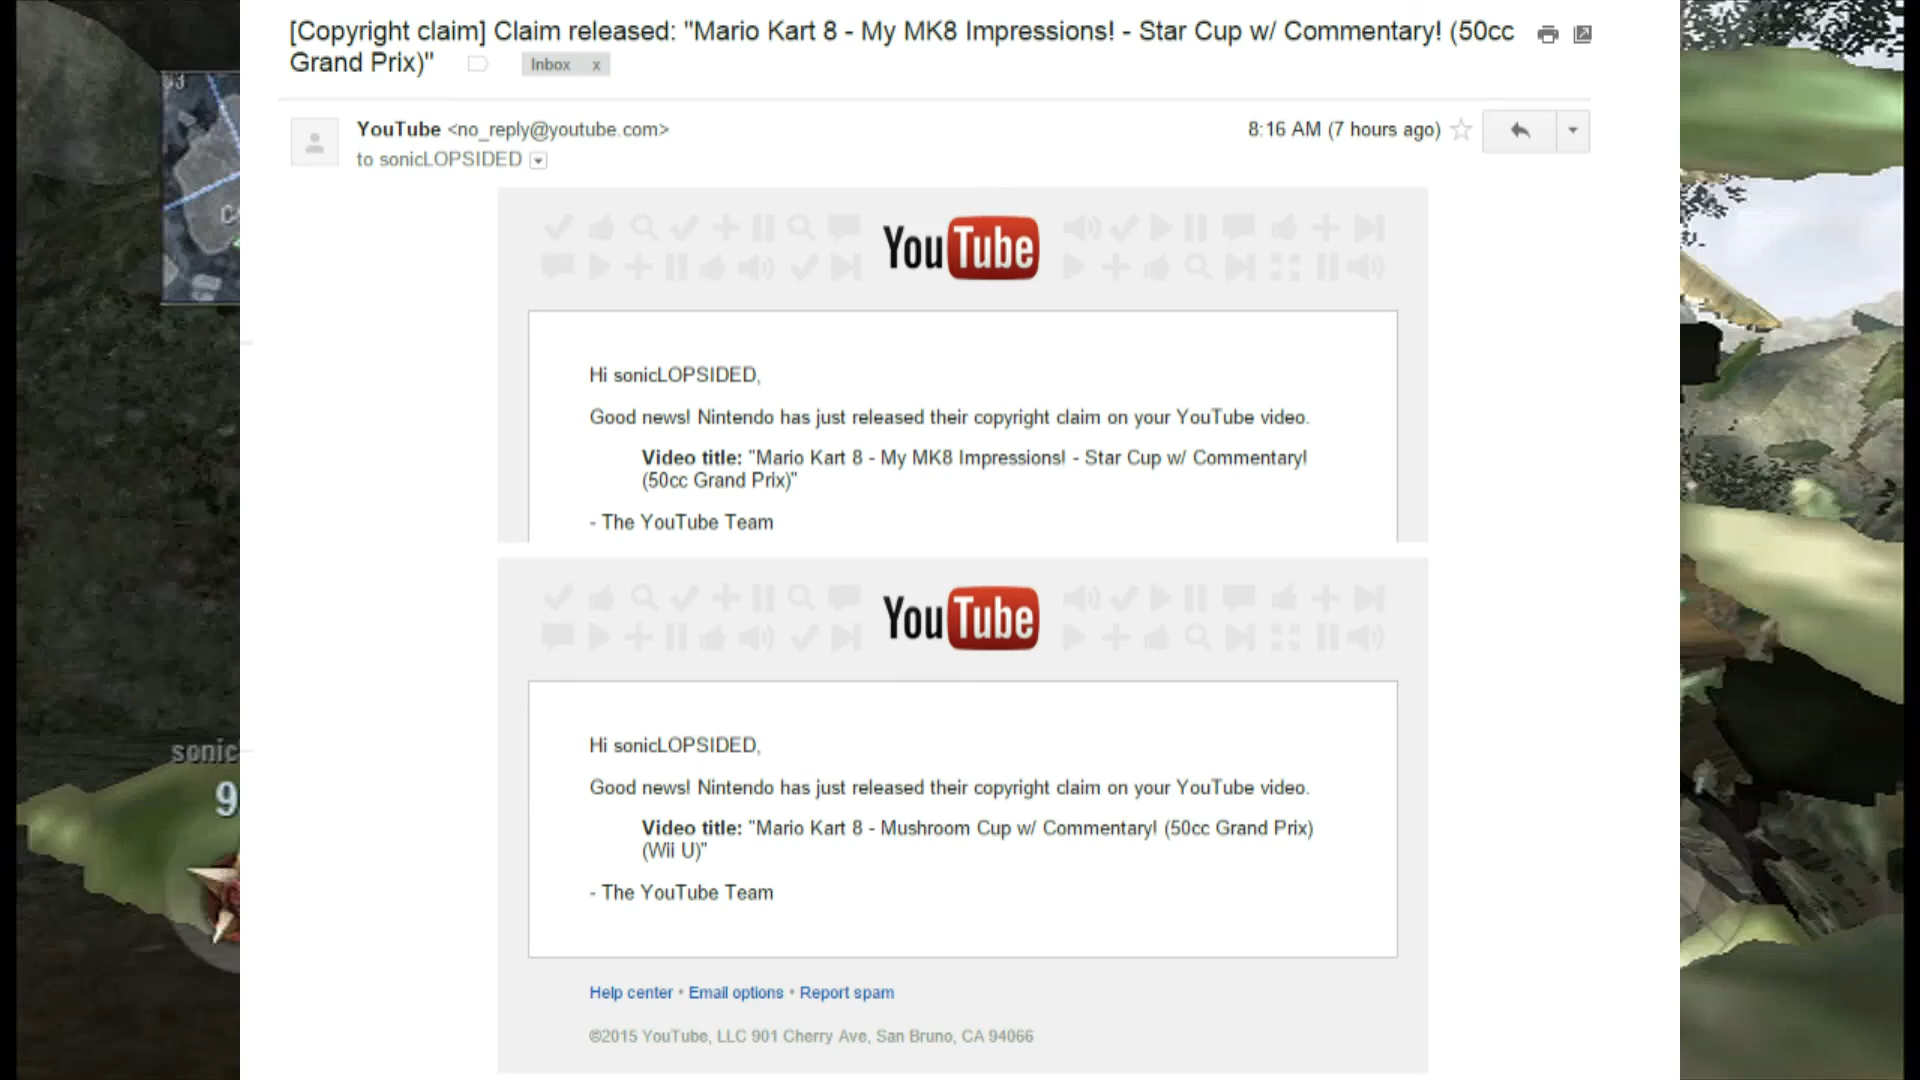 [Copyright claim] Claim released: "Mario Kart 8 - My MK8 Impressions! - Star Cup w/ Commentary! (50cc
Grand Prix)"
Inbox x
YouTube <no_reply@youtube.com>
8:16 AM (7 hours ago)
to sonicLOPSIDED
YouTube
Hi sonicLOPSIDED,
Good news! Nintendo has just released their copyright claim on your YouTube video.
Video title: "Mario Kart 8 - My MK8 Impressions! - Star Cup w/ Commentary!
(50cc Grand Prix)"
- The YouTube Team
YouTube
Hi sonicLOPSIDED,
Good news! Nintendo has just released their copyright claim on your YouTube video.
Video title: "Mario Kart 8 - Mushroom Cup w/ Commentary! (50cc Grand Prix)
(Wii U)"
- The YouTube Team
Help center • Email options • Report spam
©2015 YouTube, LLC 901 Cherry Ave, San Bruno, CA 94066
sonic
9